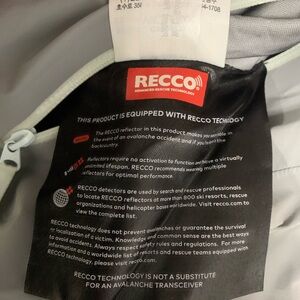 RECCO
ADVANCED RESCUE TECHNOLOGY
THIS PRODUCT IS EQUIPPED WITH RECCO
The RECCO reflector in this product makes you
in the event of an avalanche accident and if you
backcountry.
Reflectors require no activation to function and have a virtually
unlimited lifespan. RECCO recommends wearing multiple
reflectors for optimal performance.
RECCO detectors are used by search and rescue professionals
to locate RECCO reflectors at more than 800 ski resorts, rescue
organizations and helicopter bases worldwide. Visit recco.com to
view the complete list.
RECCO technology does not prevent avalanches or guarantee the survival
or localisation of a victim. Knowledge and common sense are the best ways
to avoid accidents. Always respect safety rules and regulations. For more
information and a worldwide list of resorts and rescue teams equipped with
RECCO technology, please visit recco.com.
RECCO TECHNOLOGY IS NOT A SUBSTITUTE
FOR AN AVALANCHE TRANSCEIVER